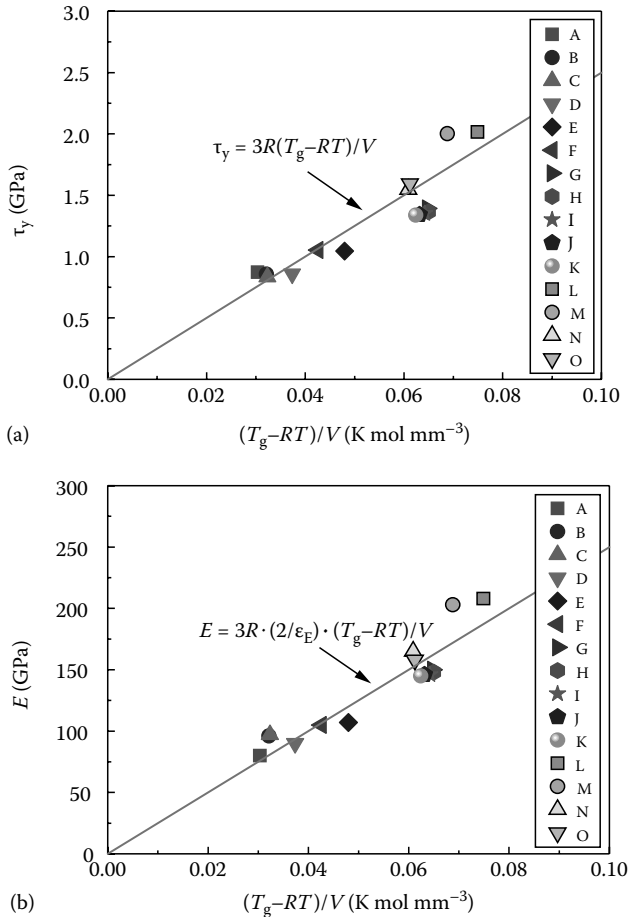 3.0
2.5
2.0
1.5
1.0
0.5
0.0
τy (GPa)
τy = 3R(Tg–RT)/V
A
B
C
D
E
F
G
H
I
J
K
L
M
N
O
0.00 0.02 0.04 0.06 0.08 0.10
(a) (Tg–RT)/V (K mol mm⁻³)
300
250
200
150
100
50
0
E (GPa)
E = 3R·(2/εE)·(Tg–RT)/V
A
B
C
D
E
F
G
H
I
J
K
L
M
N
O
0.00 0.02 0.04 0.06 0.08 0.10
(b) (Tg–RT)/V (K mol mm⁻³)